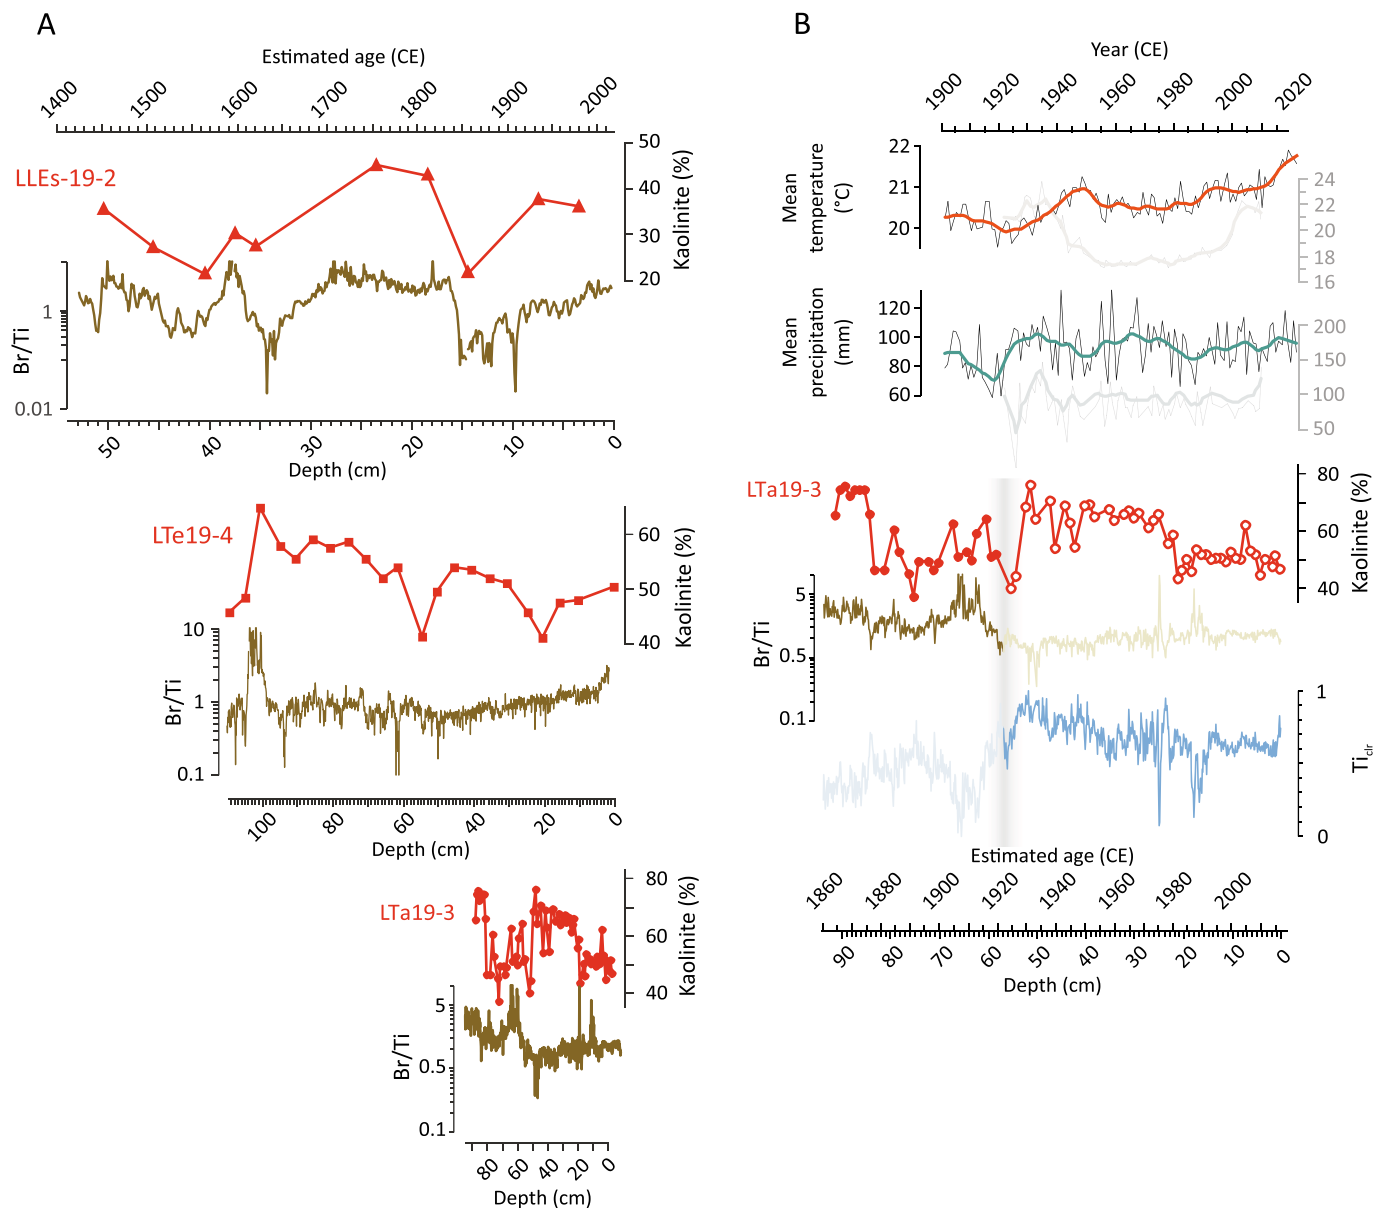 A
Estimated age (CE)
1400 1500 1600 1700 1800 1900 2000
LLEs-19-2
50
40
30
20
Kaolinite (%)
1
0.01
Br/Ti
50 40 30 20 10 0
Depth (cm)
LTe19-4
60
50
40
Kaolinite (%)
10
1
0.1
Br/Ti
100 80 60 40 20 0
Depth (cm)
LTa19-3
80
60
40
Kaolinite (%)
5
0.5
0.1
Br/Ti
80 60 40 20 0
Depth (cm)
B
Year (CE)
1900 1920 1940 1960 1980 2000 2020
Mean
temperature
(°C)
22
21
20
24
22
20
18
16
Mean
precipitation
(mm)
120
100
80
60
200
150
100
50
LTa19-3
80
60
40
Kaolinite (%)
5
0.5
0.1
Br/Ti
1
0
Ticlr
Estimated age (CE)
1860 1880 1900 1920 1940 1960 1980 2000
90 80 70 60 50 40 30 20 10 0
Depth (cm)